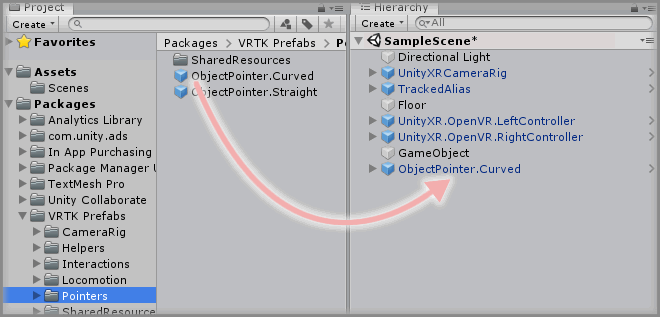 Project
Create
Favorites
Assets
Scenes
Packages
Analytics Library
com.unity.ads
In App Purchasing
Package Manager U
TextMesh Pro
Unity Collaborate
VRTK Prefabs
CameraRig
Helpers
Interactions
Locomotion
Pointers
SharedResource
Packages VRTK Prefabs
SharedResources
ObjectPointer.Curved
ObjectPointer.Straight
Hierarchy
Create All
SampleScene*
Directional Light
UnityXRCameraRig
TrackedAlias
Floor
UnityXR.OpenVR.LeftController
UnityXR.OpenVR.RightController
GameObject
ObjectPointer.Curved